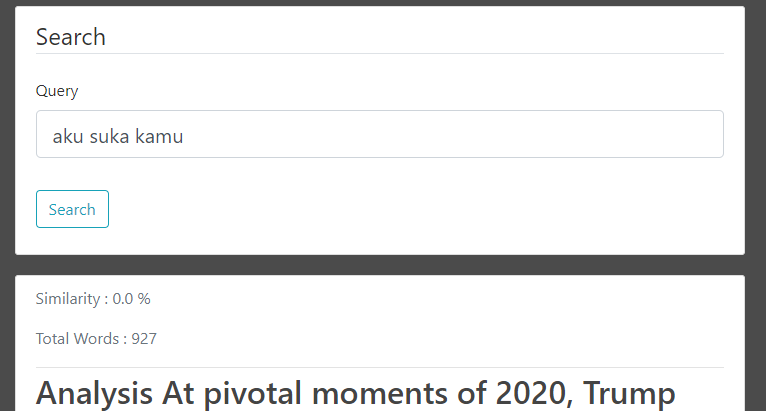 Search
Query
aku suka kamu
Search
Similarity : 0.0 %
Total Words : 927
Analysis At pivotal moments of 2020, Trump